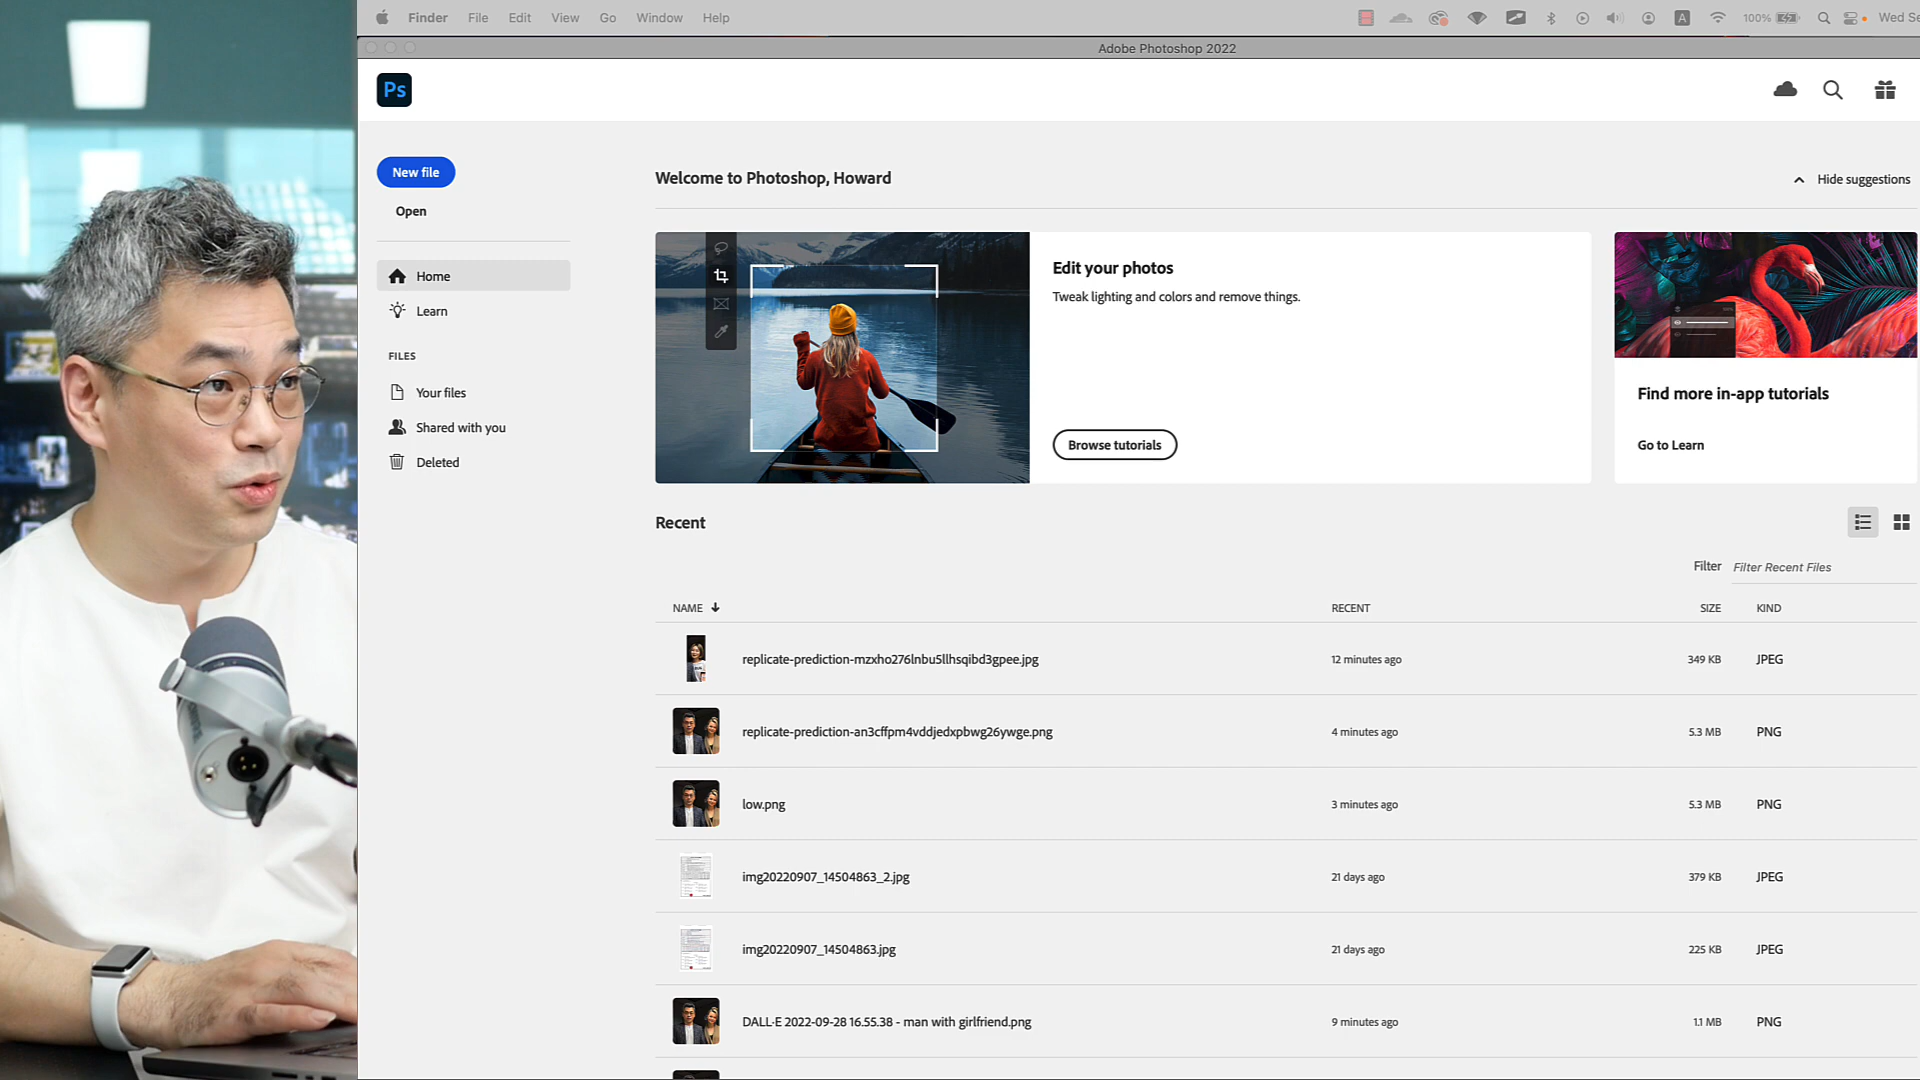 Finder File Edit View Go Window Help
A 100% Wed Se
Adobe Photoshop 2022
Ps
New file
Open
Home
Learn
FILES
Your files
Shared with you
Deleted
Welcome to Photoshop, Howard
Hide suggestions
Edit your photos
Tweak lighting and colors and remove things.
Browse tutorials
Find more in-app tutorials
Go to Learn
Recent
Filter Filter Recent Files
NAME RECENT SIZE KIND
replicate-prediction-mzxho276lnbu5llhsqibd3gpee.jpg 12 minutes ago 349 KB JPEG
replicate-prediction-an3cffpm4vddjedxpbwg26ywge.png 4 minutes ago 5.3 MB PNG
low.png 3 minutes ago 5.3 MB PNG
img20220907_14504863_2.jpg 21 days ago 379 KB JPEG
img20220907_14504863.jpg 21 days ago 225 KB JPEG
DALL·E 2022-09-28 16.55.38 - man with girlfriend.png 9 minutes ago 1.1 MB PNG